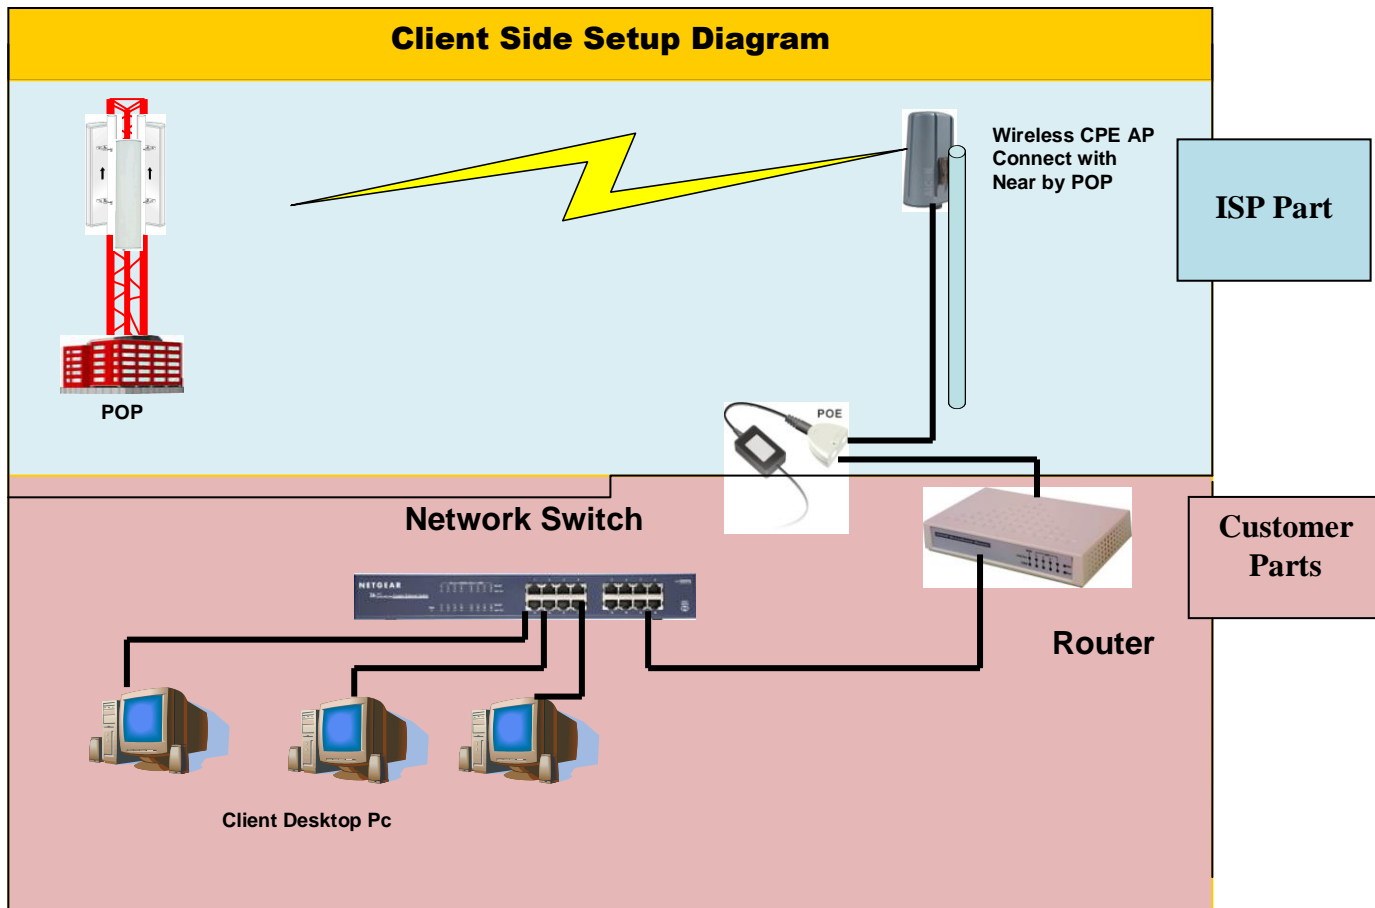 Client Side Setup Diagram
Wireless CPE AP
Connect with
Near by POP
ISP Part
POP
POE
Network Switch
Customer
Parts
NETGEAR
Router
Client Desktop Pc